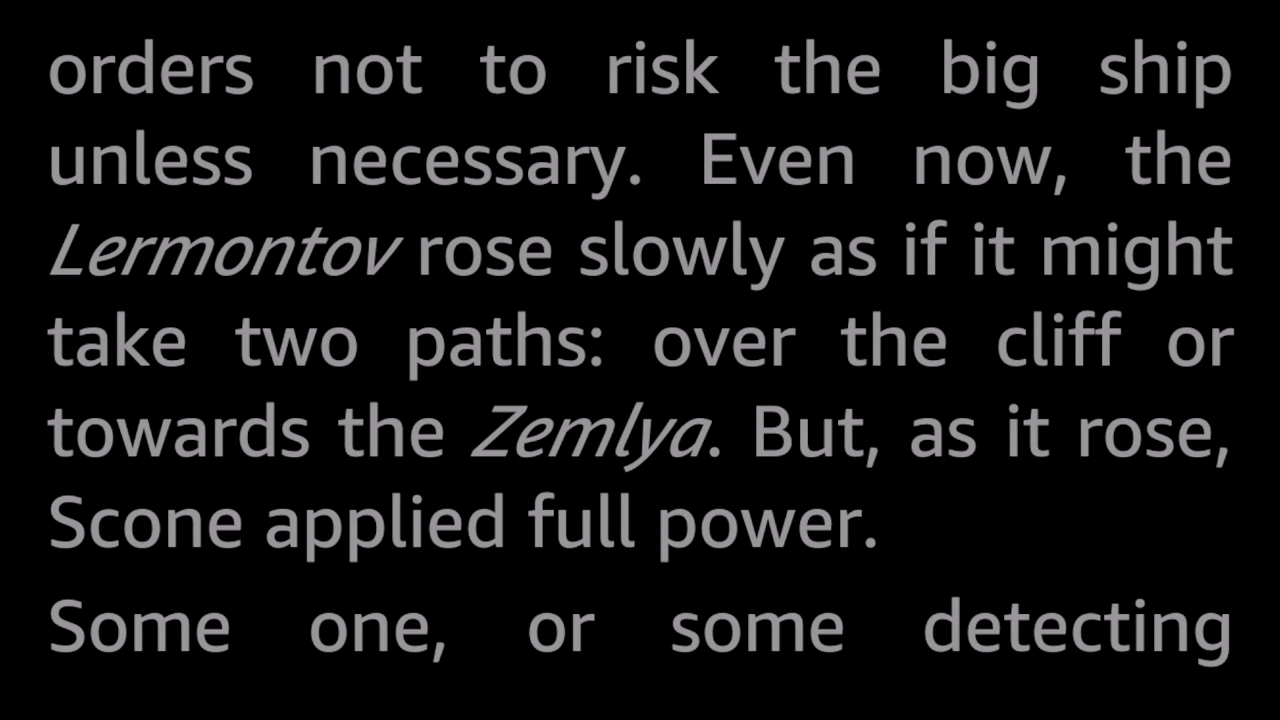 orders not to risk the big ship
unless necessary. Even now, the
Lermontov rose slowly as if it might
take two paths: over the cliff or
towards the Zemlya. But, as it rose,
Scone applied full power.
Some one, or some detecting